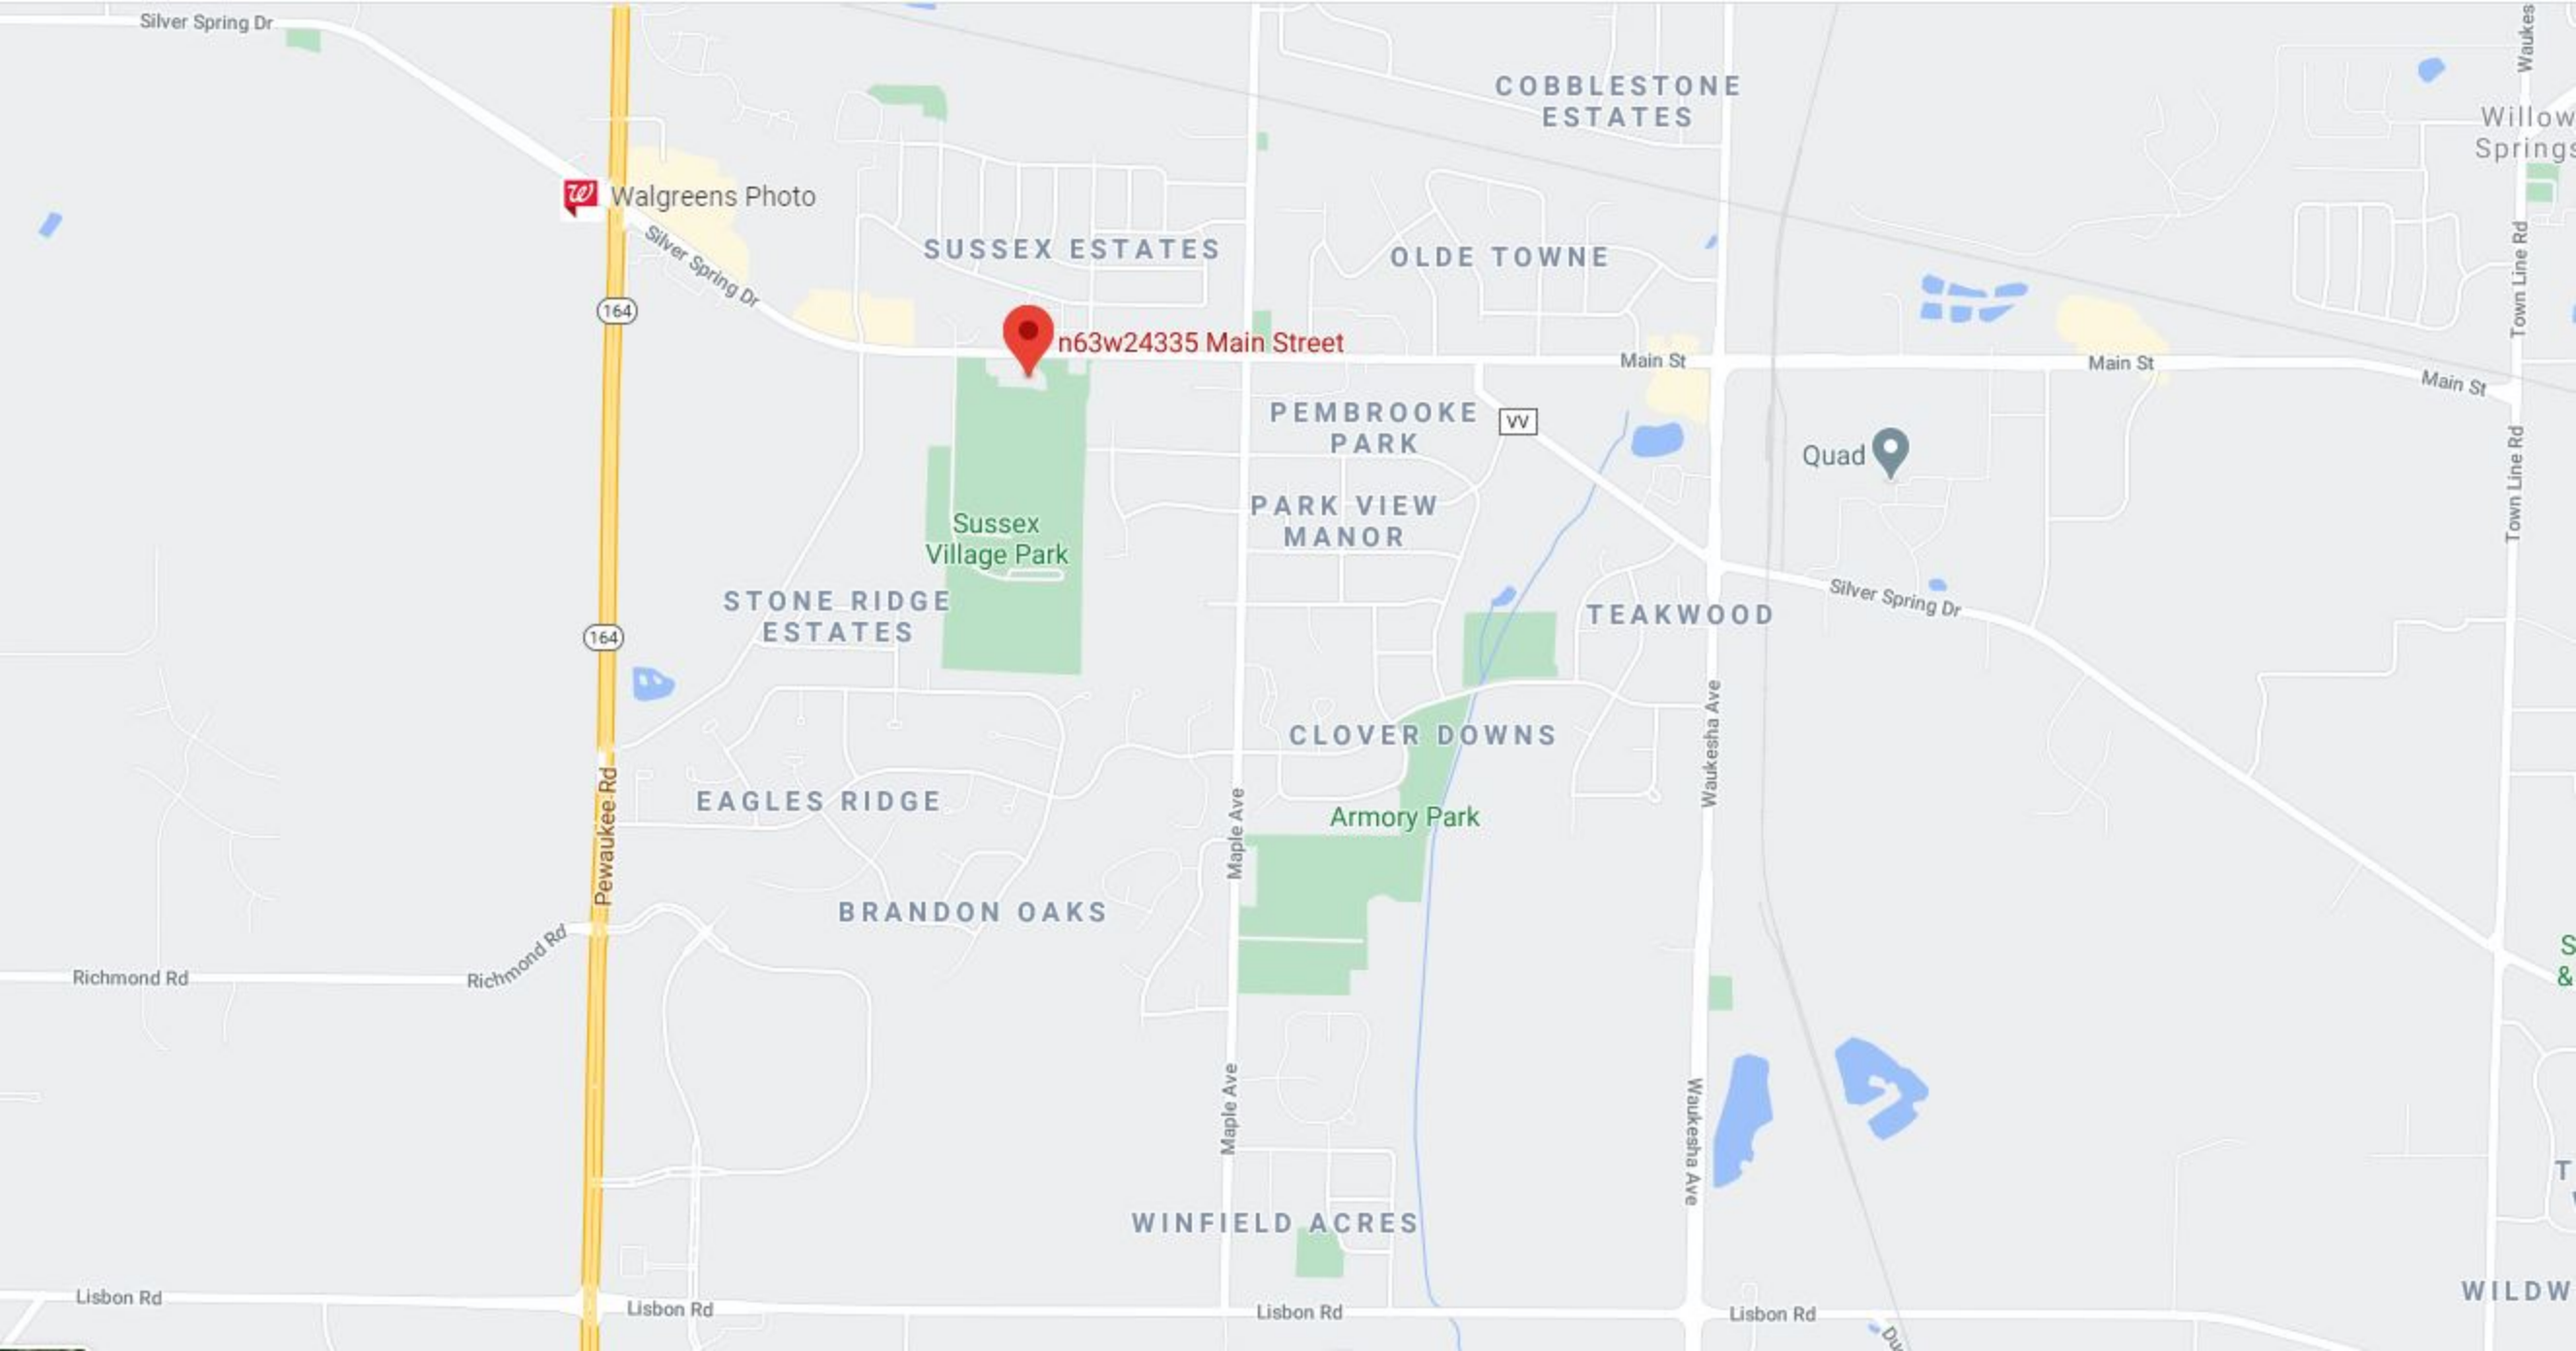 Silver Spring Dr
Waukes
COBBLESTONE
ESTATES
Willow
Springs
Walgreens Photo
Silver Spring Dr
SUSSEX ESTATES
OLDE TOWNE
Town Line Rd
164
n63w24335 Main Street
Main St
Main St
Main St
PEMBROOKE
PARK
VV
Quad
Town Line Rd
PARK VIEW
MANOR
Sussex
Village Park
STONE RIDGE
ESTATES
TEAKWOOD
Silver Spring Dr
164
CLOVER DOWNS
Waukesha Ave
EAGLES RIDGE
Armory Park
Pewaukee Rd
Maple Ave
BRANDON OAKS
Richmond Rd
Richmond Rd
S
&
Maple Ave
Waukesha Ave
T
WINFIELD ACRES
WILDW
Lisbon Rd
Lisbon Rd
Lisbon Rd
Lisbon Rd
Du